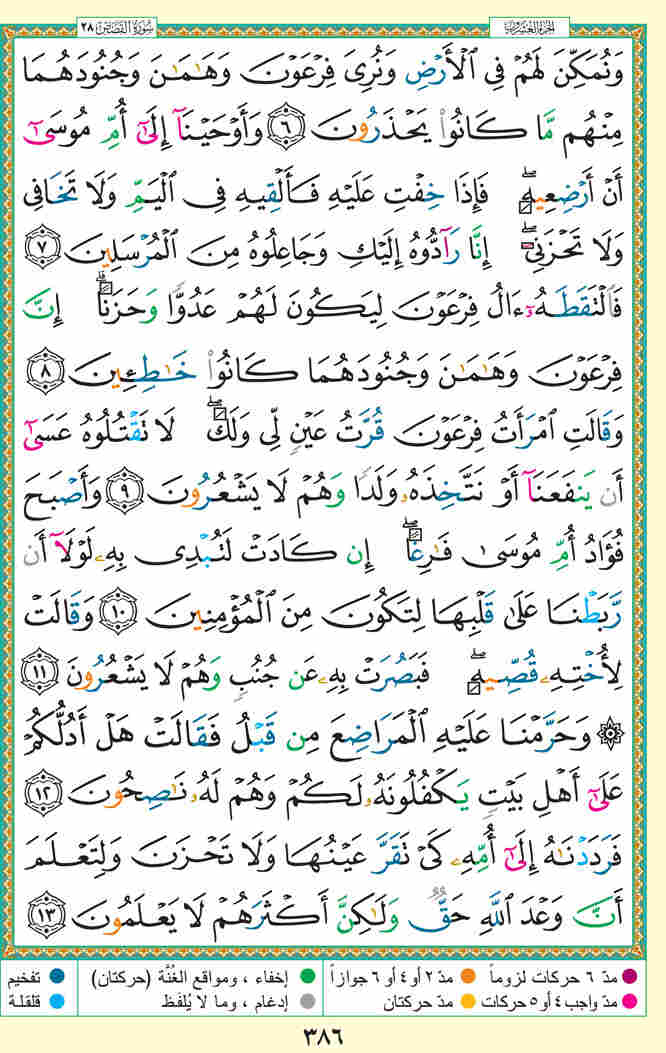 الجزء العشرون
سورة القصص ٢٨
وَنُمَكِّنَ لَهُمْ فِي ٱلْأَرْضِ وَنُرِيَ فِرْعَوْنَ وَهَٰمَٰنَ وَجُنُودَهُمَا
مِنْهُم مَّا كَانُوا۟ يَحْذَرُونَ ٦ وَأَوْحَيْنَآ إِلَىٰٓ أُمِّ مُوسَىٰٓ
أَنْ أَرْضِعِيهِ ۖ فَإِذَا خِفْتِ عَلَيْهِ فَأَلْقِيهِ فِى ٱلْيَمِّ وَلَا تَخَافِى
وَلَا تَحْزَنِىٓ ۖ إِنَّا رَآدُّوهُ إِلَيْكِ وَجَاعِلُوهُ مِنَ ٱلْمُرْسَلِينَ ٧
فَٱلْتَقَطَهُۥٓ ءَالُ فِرْعَوْنَ لِيَكُونَ لَهُمْ عَدُوًّا وَحَزَنًا ۗ إِنَّ
فِرْعَوْنَ وَهَٰمَٰنَ وَجُنُودَهُمَا كَانُوا۟ خَٰطِـِٔينَ ٨
وَقَالَتِ ٱمْرَأَتُ فِرْعَوْنَ قُرَّتُ عَيْنٍ لِّى وَلَكَ ۖ لَا تَقْتُلُوهُ عَسَىٰٓ
أَن يَنفَعَنَآ أَوْ نَتَّخِذَهُۥ وَلَدًا وَهُمْ لَا يَشْعُرُونَ ٩ وَأَصْبَحَ
فُؤَادُ أُمِّ مُوسَىٰ فَٰرِغًا ۖ إِن كَادَتْ لَتُبْدِى بِهِۦ لَوْلَآ أَن
رَّبَطْنَا عَلَىٰ قَلْبِهَا لِتَكُونَ مِنَ ٱلْمُؤْمِنِينَ ١٠ وَقَالَتْ
لِأُخْتِهِۦ قُصِّيهِ ۖ فَبَصُرَتْ بِهِۦ عَن جُنُبٍ وَهُمْ لَا يَشْعُرُونَ ١١
۞ وَحَرَّمْنَا عَلَيْهِ ٱلْمَرَاضِعَ مِن قَبْلُ فَقَالَتْ هَلْ أَدُلُّكُمْ
عَلَىٰٓ أَهْلِ بَيْتٍ يَكْفُلُونَهُۥ لَكُمْ وَهُمْ لَهُۥ نَٰصِحُونَ ١٢
فَرَدَدْنَٰهُ إِلَىٰٓ أُمِّهِۦ كَىْ تَقَرَّ عَيْنُهَا وَلَا تَحْزَنَ وَلِتَعْلَمَ
أَنَّ وَعْدَ ٱللَّهِ حَقٌّ وَلَٰكِنَّ أَكْثَرَهُمْ لَا يَعْلَمُونَ ١٣
مدّ ٦ حركات لزوماً مدّ ٢ أو ٤ أو ٦ جوازاً إخفاء ، ومواقع الغُنَّة (حركتان) تفخيم
مدّ واجب ٤ أو ٥ حركات مدّ حركتان إدغام ، وما لا يُلفَظ قلقلة
٣٨٦